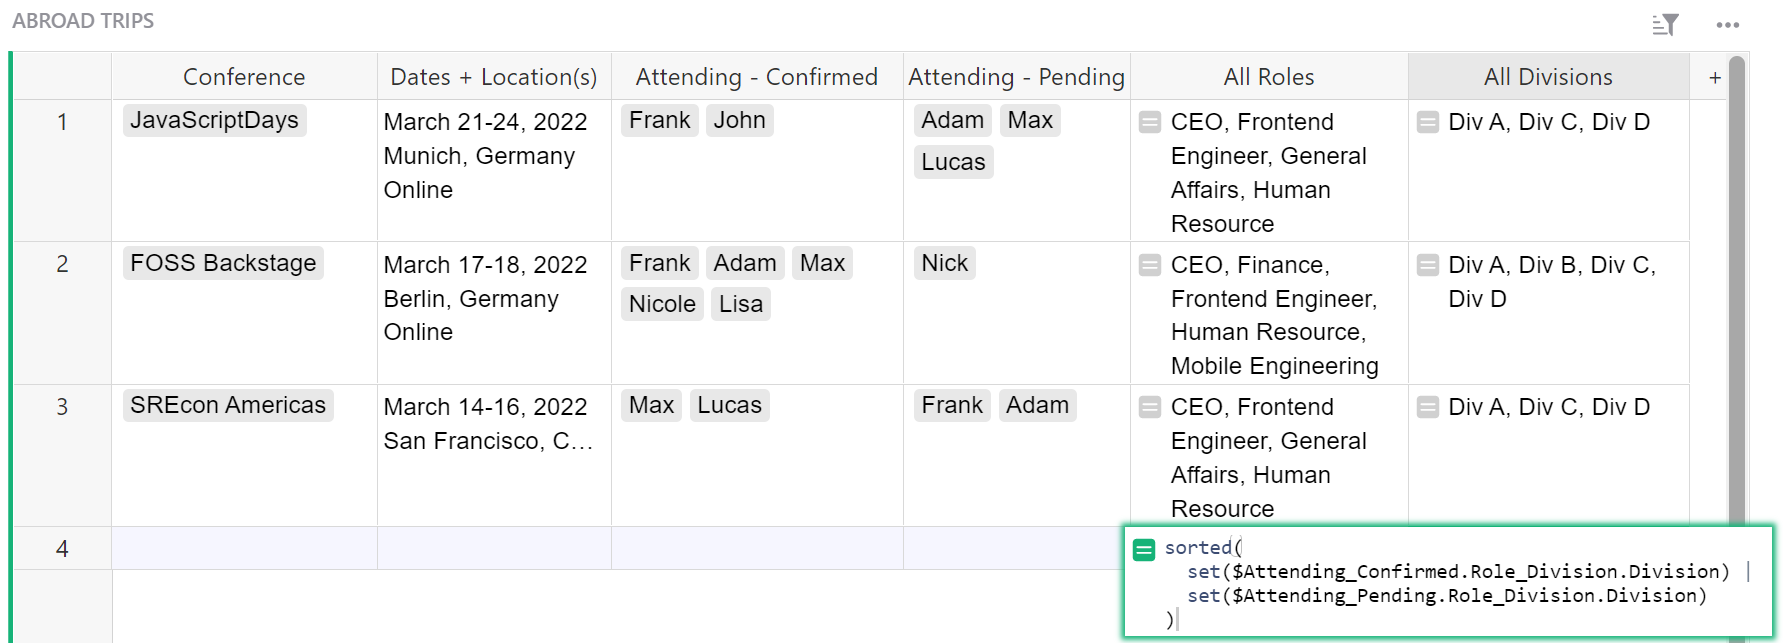 ABROAD TRIPS
Conference Dates + Location(s) Attending - Confirmed Attending - Pending All Roles All Divisions +
1
JavaScriptDays
March 21-24, 2022
Munich, Germany
Online
Frank John
Adam Max
Lucas
CEO, Frontend
Engineer, General
Affairs, Human
Resource
Div A, Div C, Div D
2
FOSS Backstage
March 17-18, 2022
Berlin, Germany
Online
Frank Adam Max
Nicole Lisa
Nick
CEO, Finance,
Frontend Engineer,
Human Resource,
Mobile Engineering
Div A, Div B, Div C,
Div D
3
SREcon Americas
March 14-16, 2022
San Francisco, C…
Max Lucas
Frank Adam
CEO, Frontend
Engineer, General
Affairs, Human
Resource
Div A, Div C, Div D
4
sorted(
set($Attending_Confirmed.Role_Division.Division) |
set($Attending_Pending.Role_Division.Division)
)